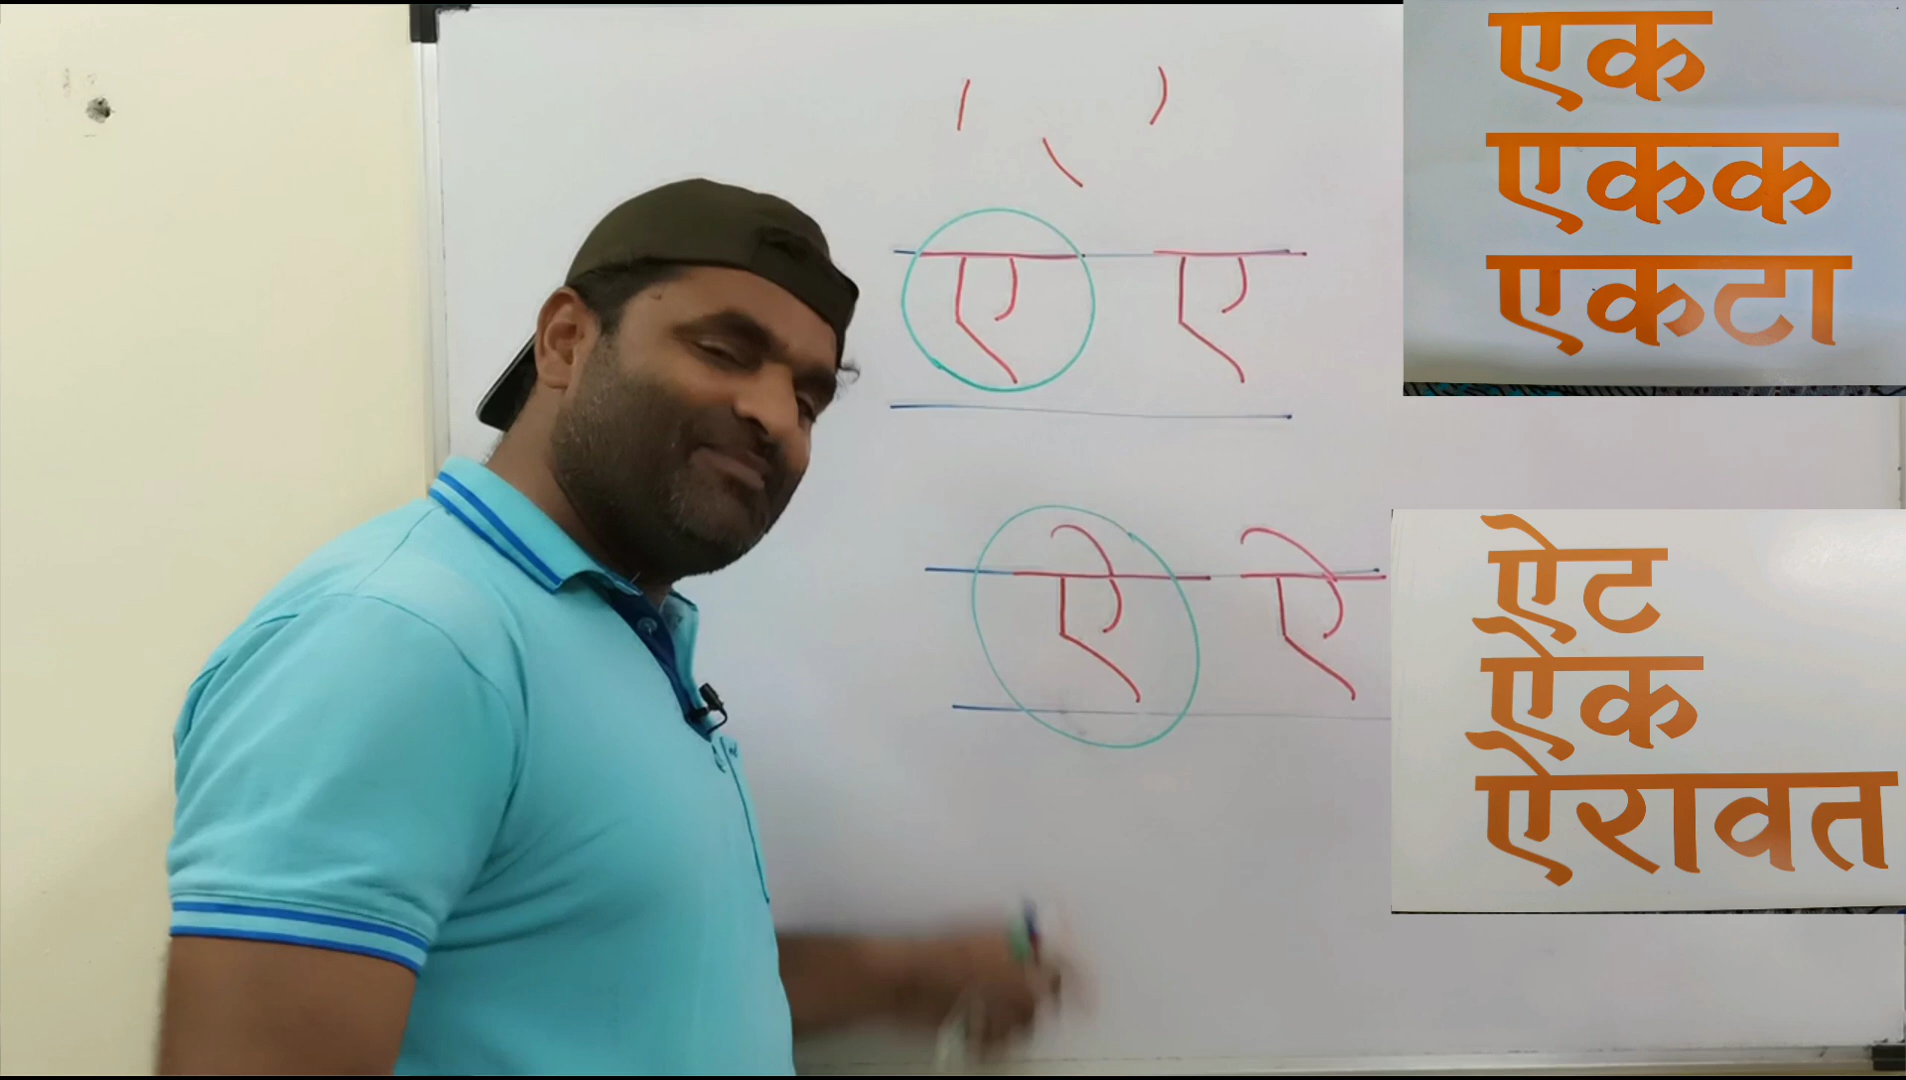 ए ए
ऐ ऐ
एक
एकक
एकटा
ऐट
ऐक
ऐरावत